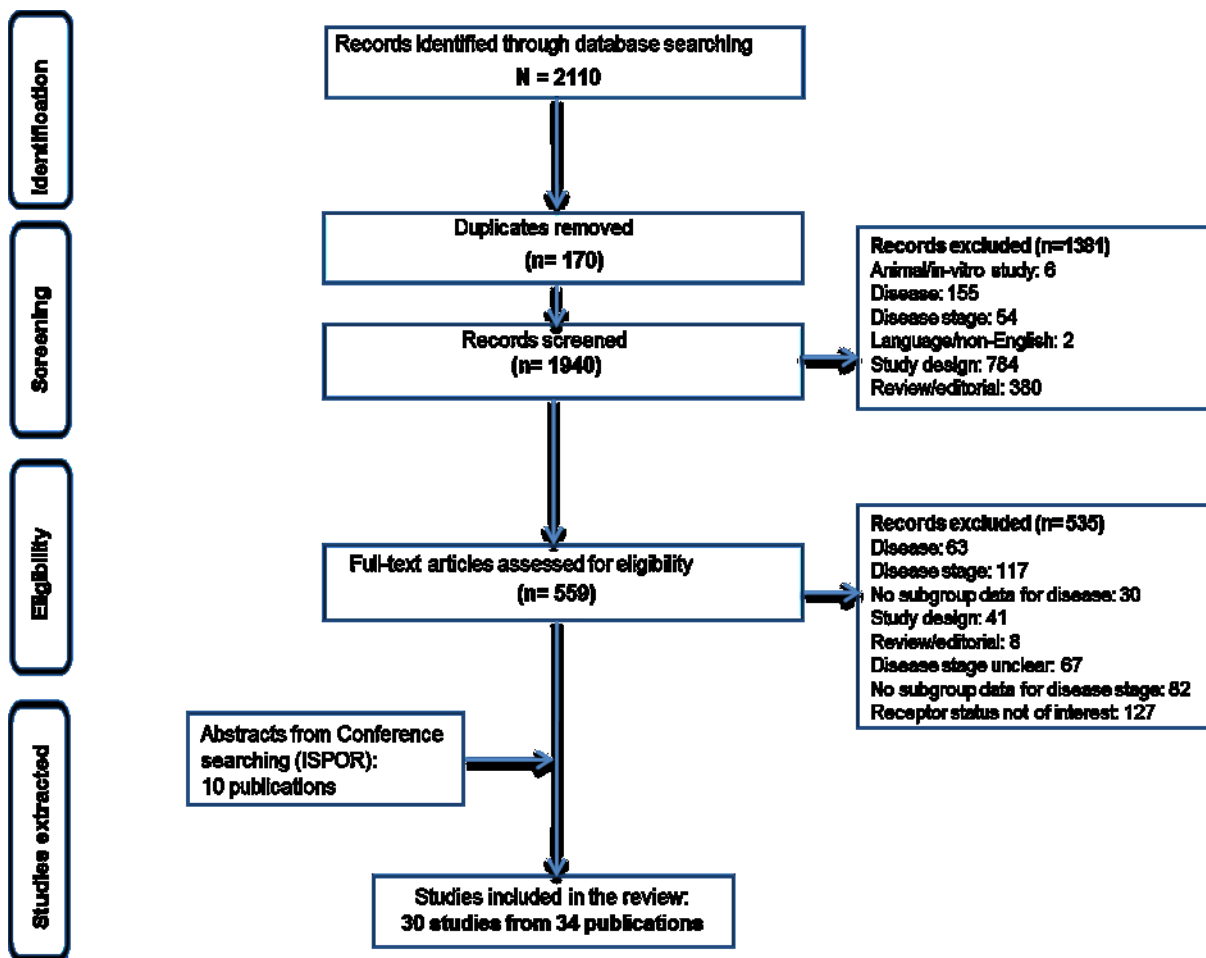 Identification
Records identified through database searching
N = 2110
Screening
Duplicates removed
(n= 170)
Records screened
(n= 1940)
Records excluded (n=1381)
Animal/in-vitro study: 6
Disease: 155
Disease stage: 54
Language/non-English: 2
Study design: 784
Review/editorial: 380
Eligibility
Full-text articles assessed for eligibility
(n= 559)
Records excluded (n= 535)
Disease: 63
Disease stage: 117
No subgroup data for disease: 30
Study design: 41
Review/editorial: 8
Disease stage unclear: 67
No subgroup data for disease stage: 82
Receptor status not of interest: 127
Studies extracted
Abstracts from Conference
searching (ISPOR):
10 publications
Studies included in the review:
30 studies from 34 publications